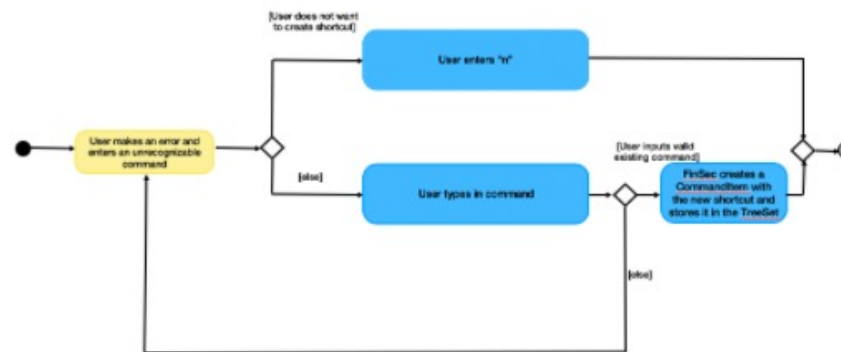 [User does not want
to create shortcut]
User enters "n"
User makes an error and
enters an unrecognizable
command
[else]
User types in command
[User inputs valid
existing command]
FinSec creates a
CommandItem with
the new shortcut and
stores it in the TreeSet
[else]